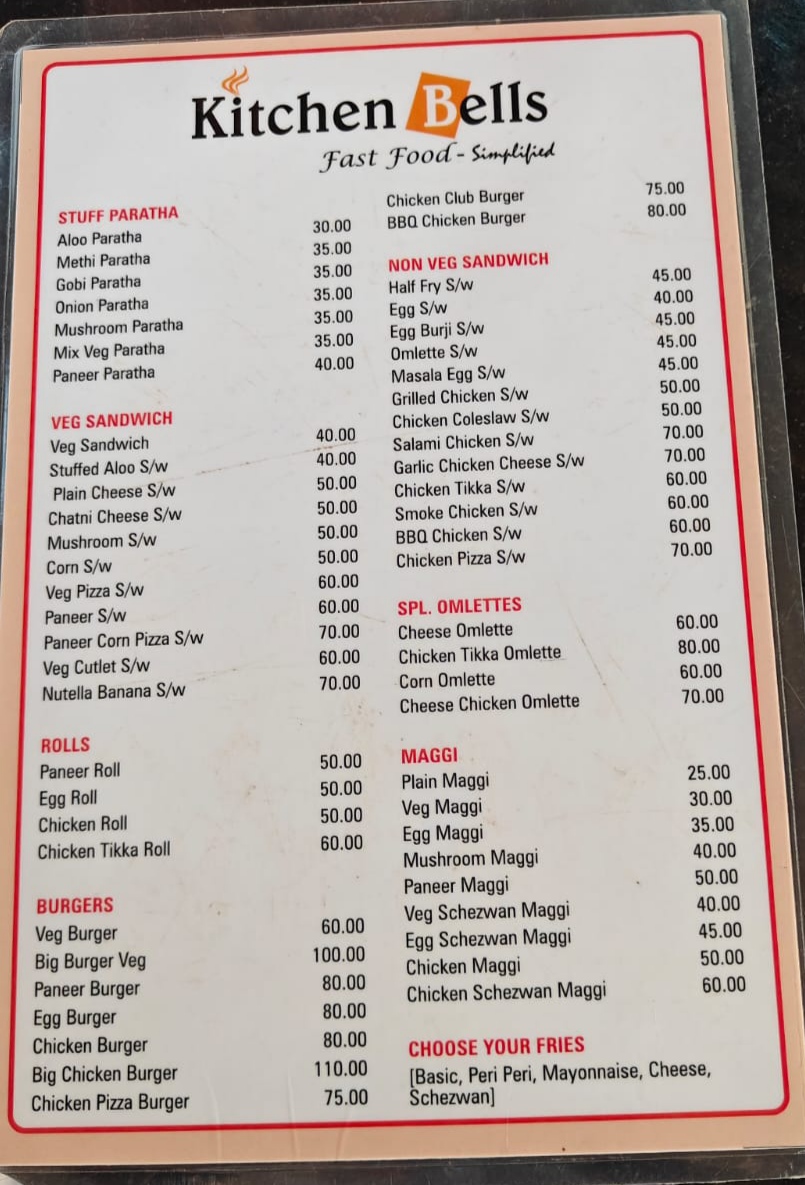 Kitchen Bells
Fast Food - Simplified
STUFF PARATHA
Aloo Paratha 30.00
Methi Paratha 35.00
Gobi Paratha 35.00
Onion Paratha 35.00
Mushroom Paratha 35.00
Mix Veg Paratha 35.00
Paneer Paratha 40.00
VEG SANDWICH
Veg Sandwich 40.00
Stuffed Aloo S/w 40.00
Plain Cheese S/w 50.00
Chatni Cheese S/w 50.00
Mushroom S/w 50.00
Corn S/w 50.00
Veg Pizza S/w 60.00
Paneer S/w 60.00
Paneer Corn Pizza S/w 70.00
Veg Cutlet S/w 60.00
Nutella Banana S/w 70.00
ROLLS
Paneer Roll 50.00
Egg Roll 50.00
Chicken Roll 50.00
Chicken Tikka Roll 60.00
BURGERS
Veg Burger 60.00
Big Burger Veg 100.00
Paneer Burger 80.00
Egg Burger 80.00
Chicken Burger 80.00
Big Chicken Burger 110.00
Chicken Pizza Burger 75.00
Chicken Club Burger 75.00
BBQ Chicken Burger 80.00
NON VEG SANDWICH
Half Fry S/w 45.00
Egg S/w 40.00
Egg Burji S/w 45.00
Omlette S/w 45.00
Masala Egg S/w 45.00
Grilled Chicken S/w 50.00
Chicken Coleslaw S/w 50.00
Salami Chicken S/w 70.00
Garlic Chicken Cheese S/w 70.00
Chicken Tikka S/w 60.00
Smoke Chicken S/w 60.00
BBQ Chicken S/w 60.00
Chicken Pizza S/w 70.00
SPL. OMLETTES
Cheese Omlette 60.00
Chicken Tikka Omlette 80.00
Corn Omlette 60.00
Cheese Chicken Omlette 70.00
MAGGI
Plain Maggi 25.00
Veg Maggi 30.00
Egg Maggi 35.00
Mushroom Maggi 40.00
Paneer Maggi 50.00
Veg Schezwan Maggi 40.00
Egg Schezwan Maggi 45.00
Chicken Maggi 50.00
Chicken Schezwan Maggi 60.00
CHOOSE YOUR FRIES
[Basic, Peri Peri, Mayonnaise, Cheese,
Schezwan]